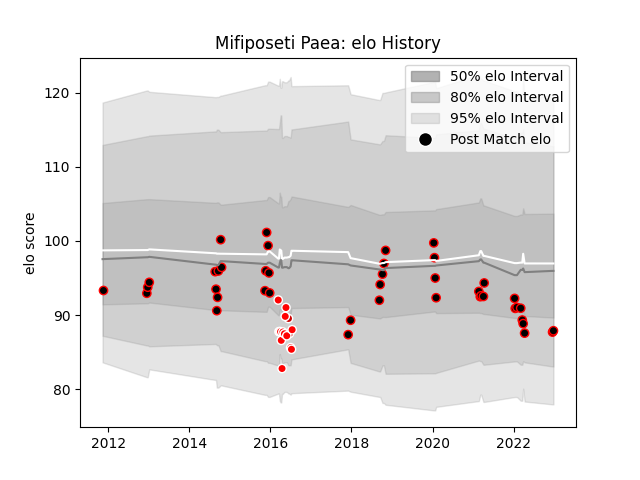 Mifiposeti Paea: elo History
50% elo Interval
80% elo Interval
95% elo Interval
Post Match elo
elo score
120
110
100
90
80
2012 2014 2016 2018 2020 2022